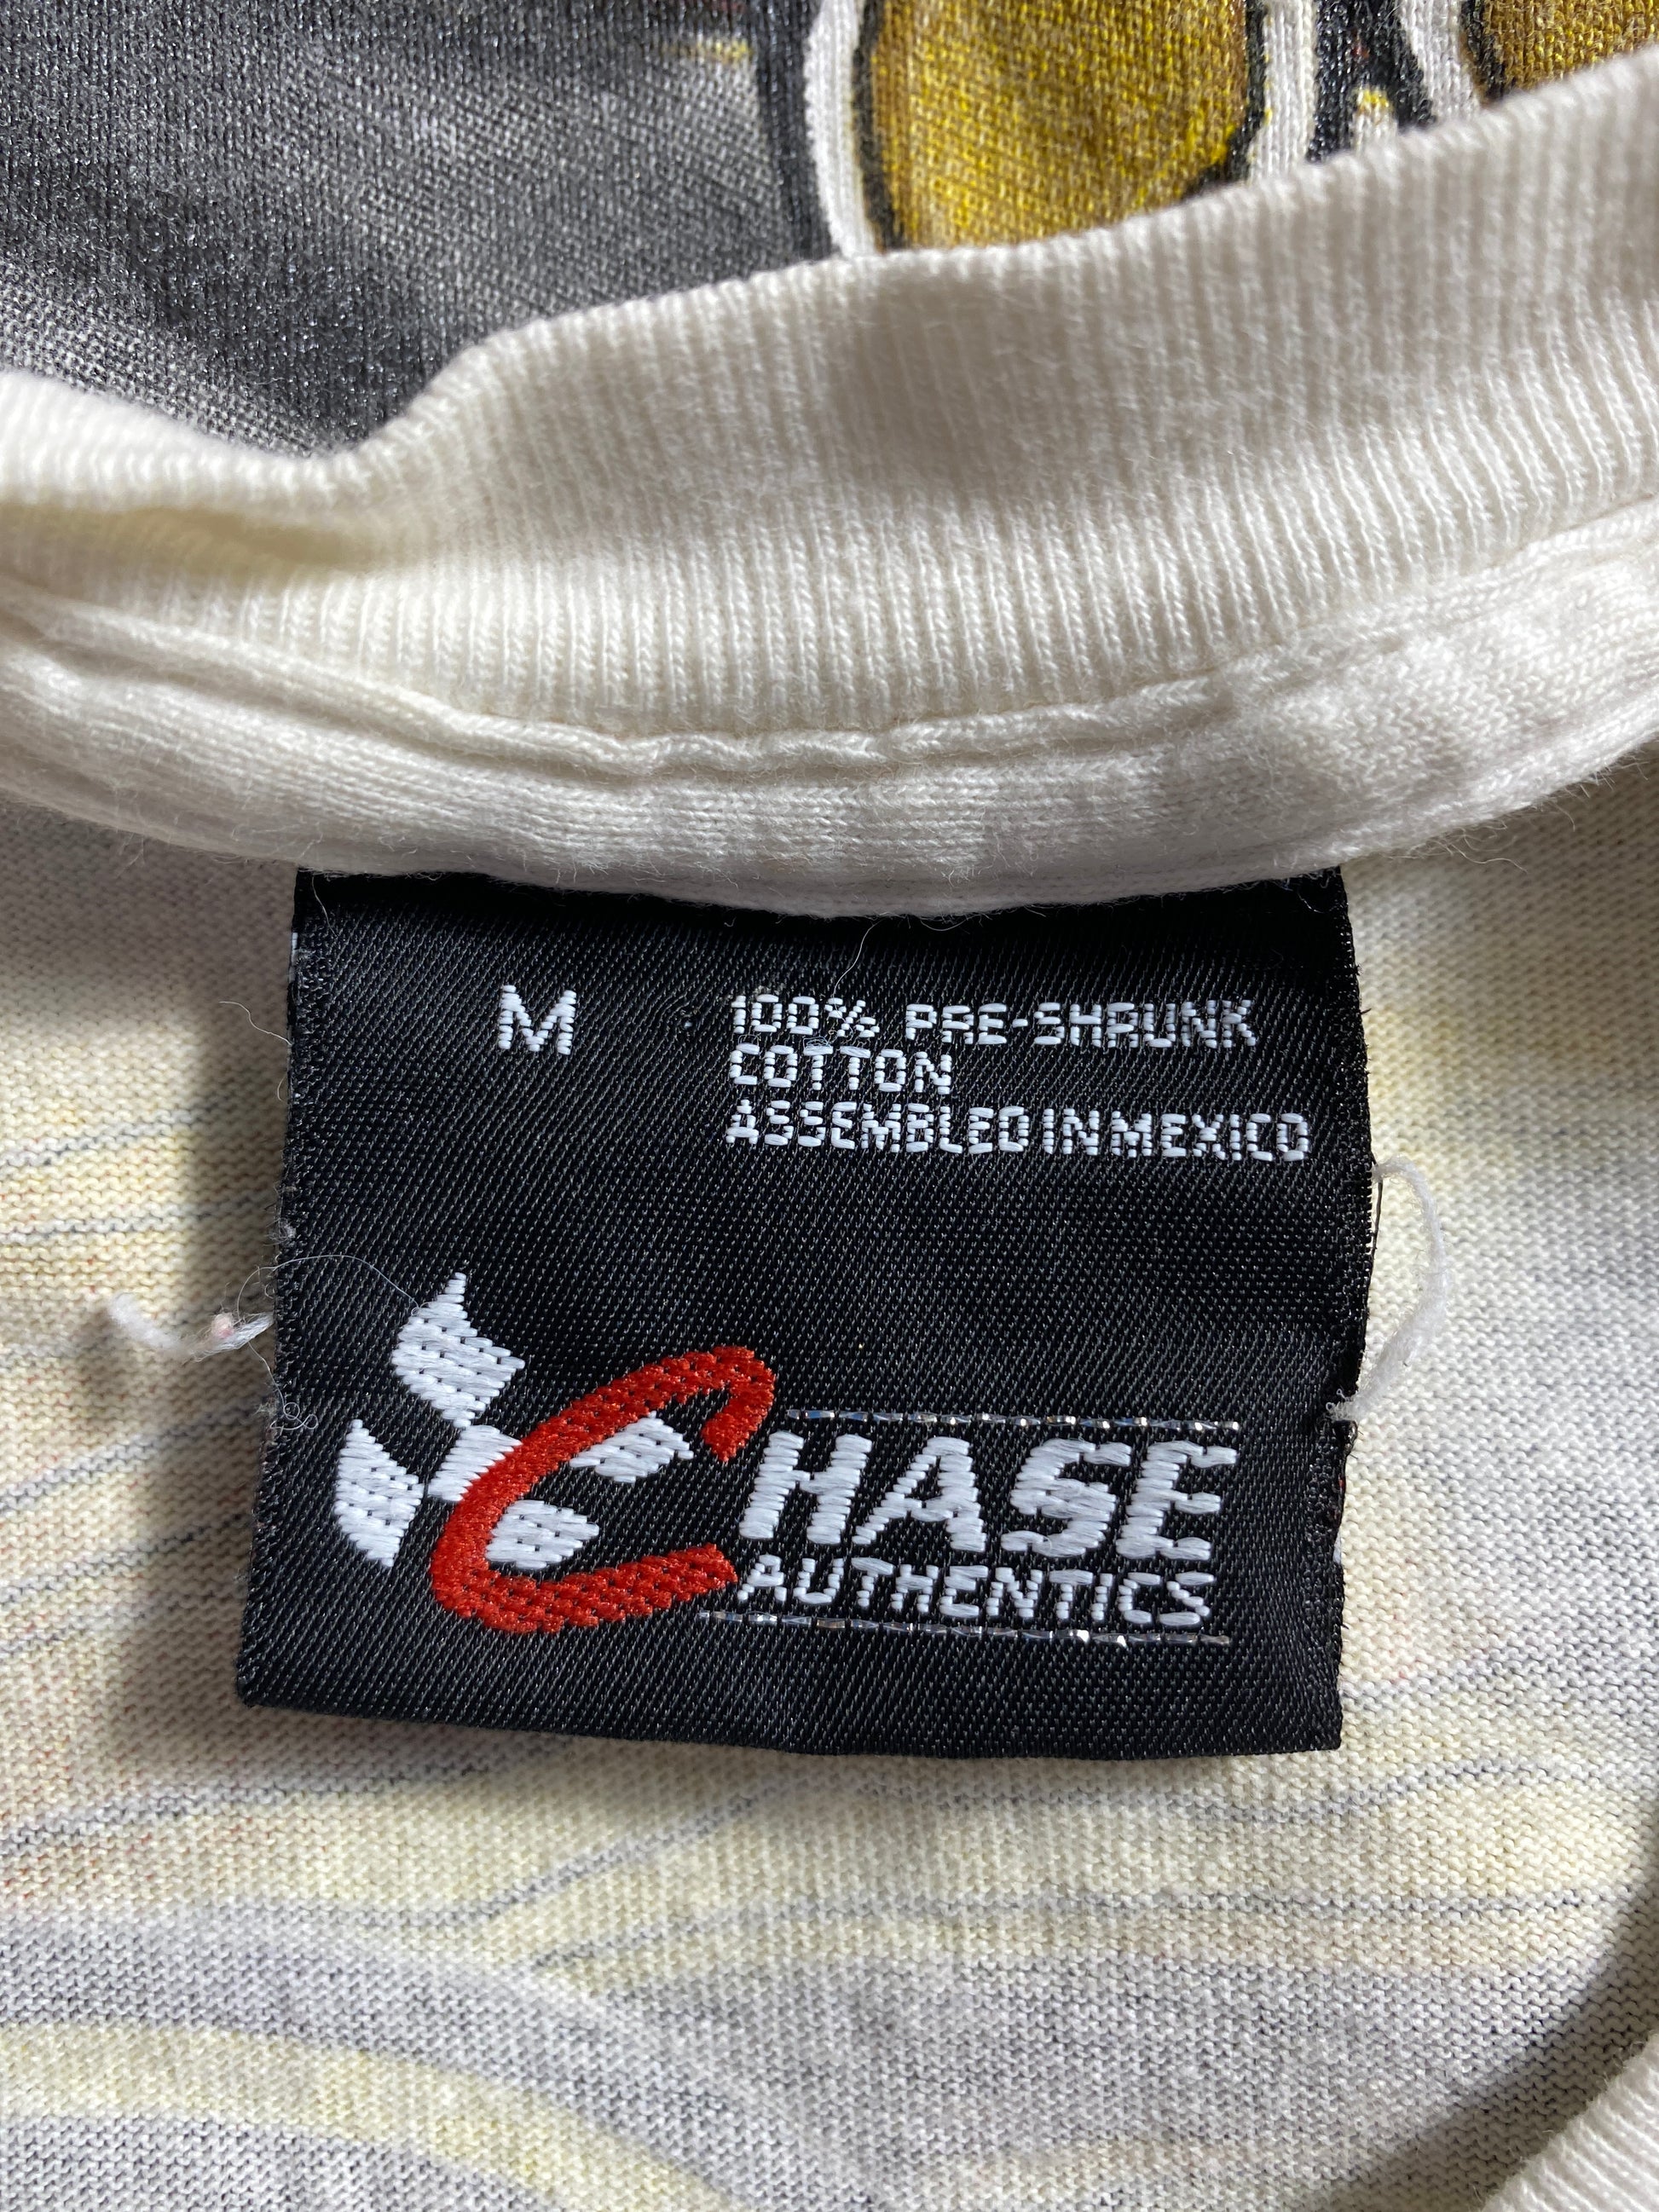 M
100% PRE-SHRUNK
COTTON
ASSEMBLED IN MEXICO
CHASE
AUTHENTICS